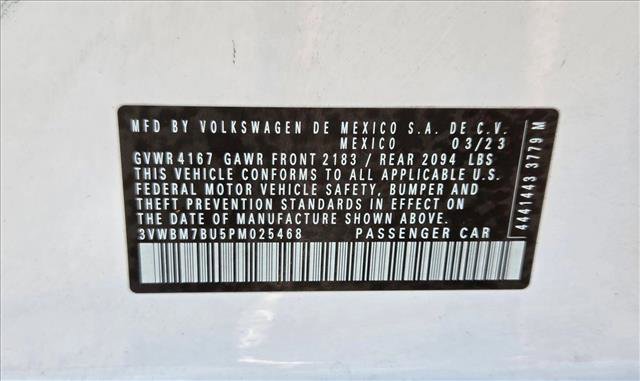 MFD BY VOLKSWAGEN DE MEXICO S.A. DE C.V.
MEXICO 03/23
GVWR 4167 GAWR FRONT 2183 / REAR 2094 LBS
THIS VEHICLE CONFORMS TO ALL APPLICABLE U.S.
FEDERAL MOTOR VEHICLE SAFETY, BUMPER AND
THEFT PREVENTION STANDARDS IN EFFECT ON
THE DATE OF MANUFACTURE SHOWN ABOVE.
3VWBM7BU5PM025468 PASSENGER CAR
4441443 3779 M